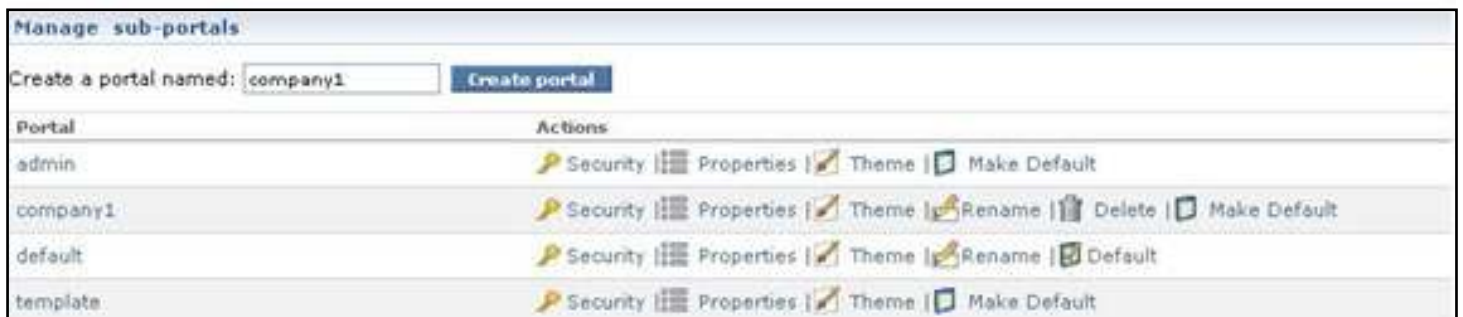 Manage sub-portals
Create a portal named: company1 Create portal
Portal Actions
admin Security | Properties | Theme | Make Default
company1 Security | Properties | Theme | Rename | Delete | Make Default
default Security | Properties | Theme | Rename | Default
template Security | Properties | Theme | Make Default